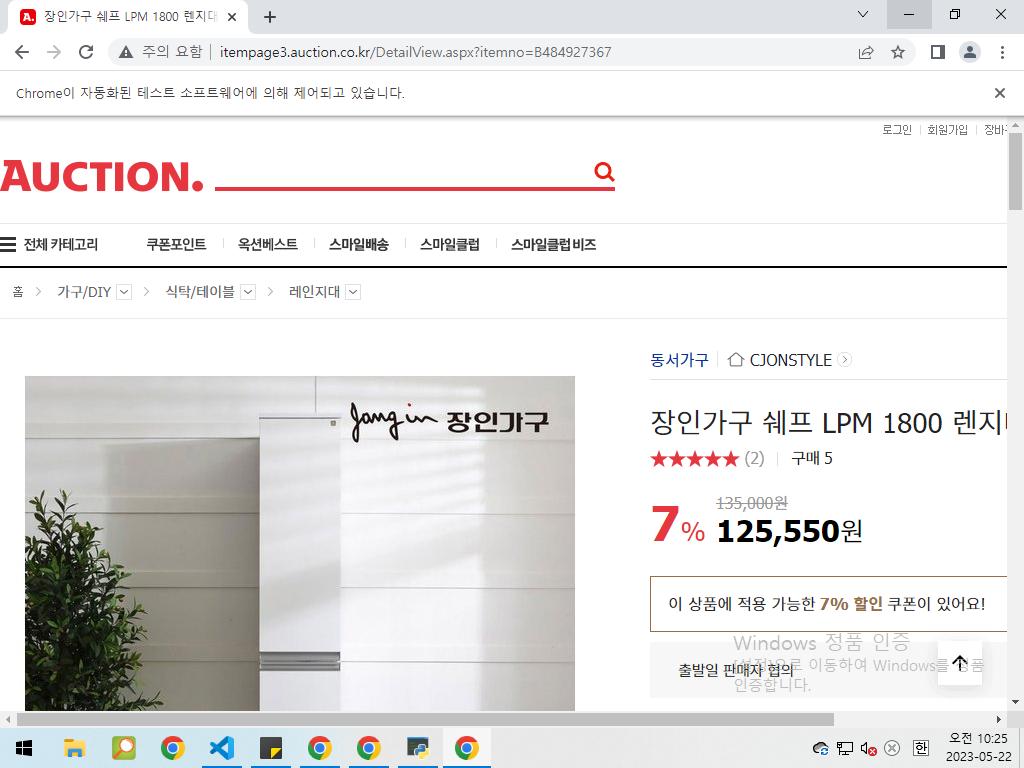 장인가구 쉐프 LPM 1800 렌지대
주의 요함
itempage3.auction.co.kr/DetailView.aspx?itemno=B484927367
Chrome이 자동화된 테스트 소프트웨어에 의해 제어되고 있습니다.
로그인 회원가입 장바
AUCTION.
전체 카테고리 쿠폰포인트 옥션베스트 스마일배송 스마일클럽 스마일클럽 비즈
홈 > 가구/DIY > 식탁/테이블 > 레인지대
동서가구 CJONSTYLE
Jangin 장인가구
장인가구 쉐프 LPM 1800 렌지
(2) 구매 5
135,000원
7% 125,550원
이 상품에 적용 가능한 7% 할인 쿠폰이 있어요!
Windows 정품 인증
[설정]으로 이동하여 Windows를 정품
인증합니다.
출발일 판매자 협의
한
오전 10:25
2023-05-22